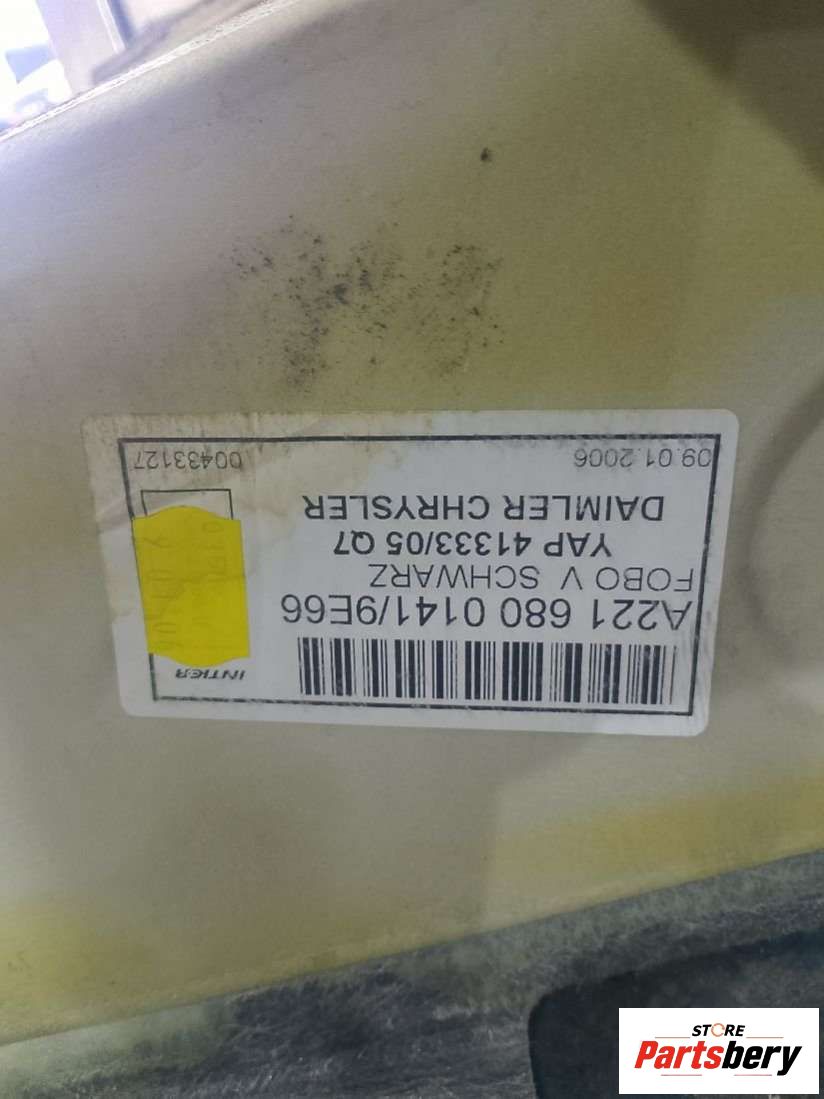 INTIER
A221 680 0141/9E66
FOBO V SCHWARZ
YAP 41333/05 Q7
DAIMLER CHRYSLER
09.01.2006
00433127
STORE
Partsbery